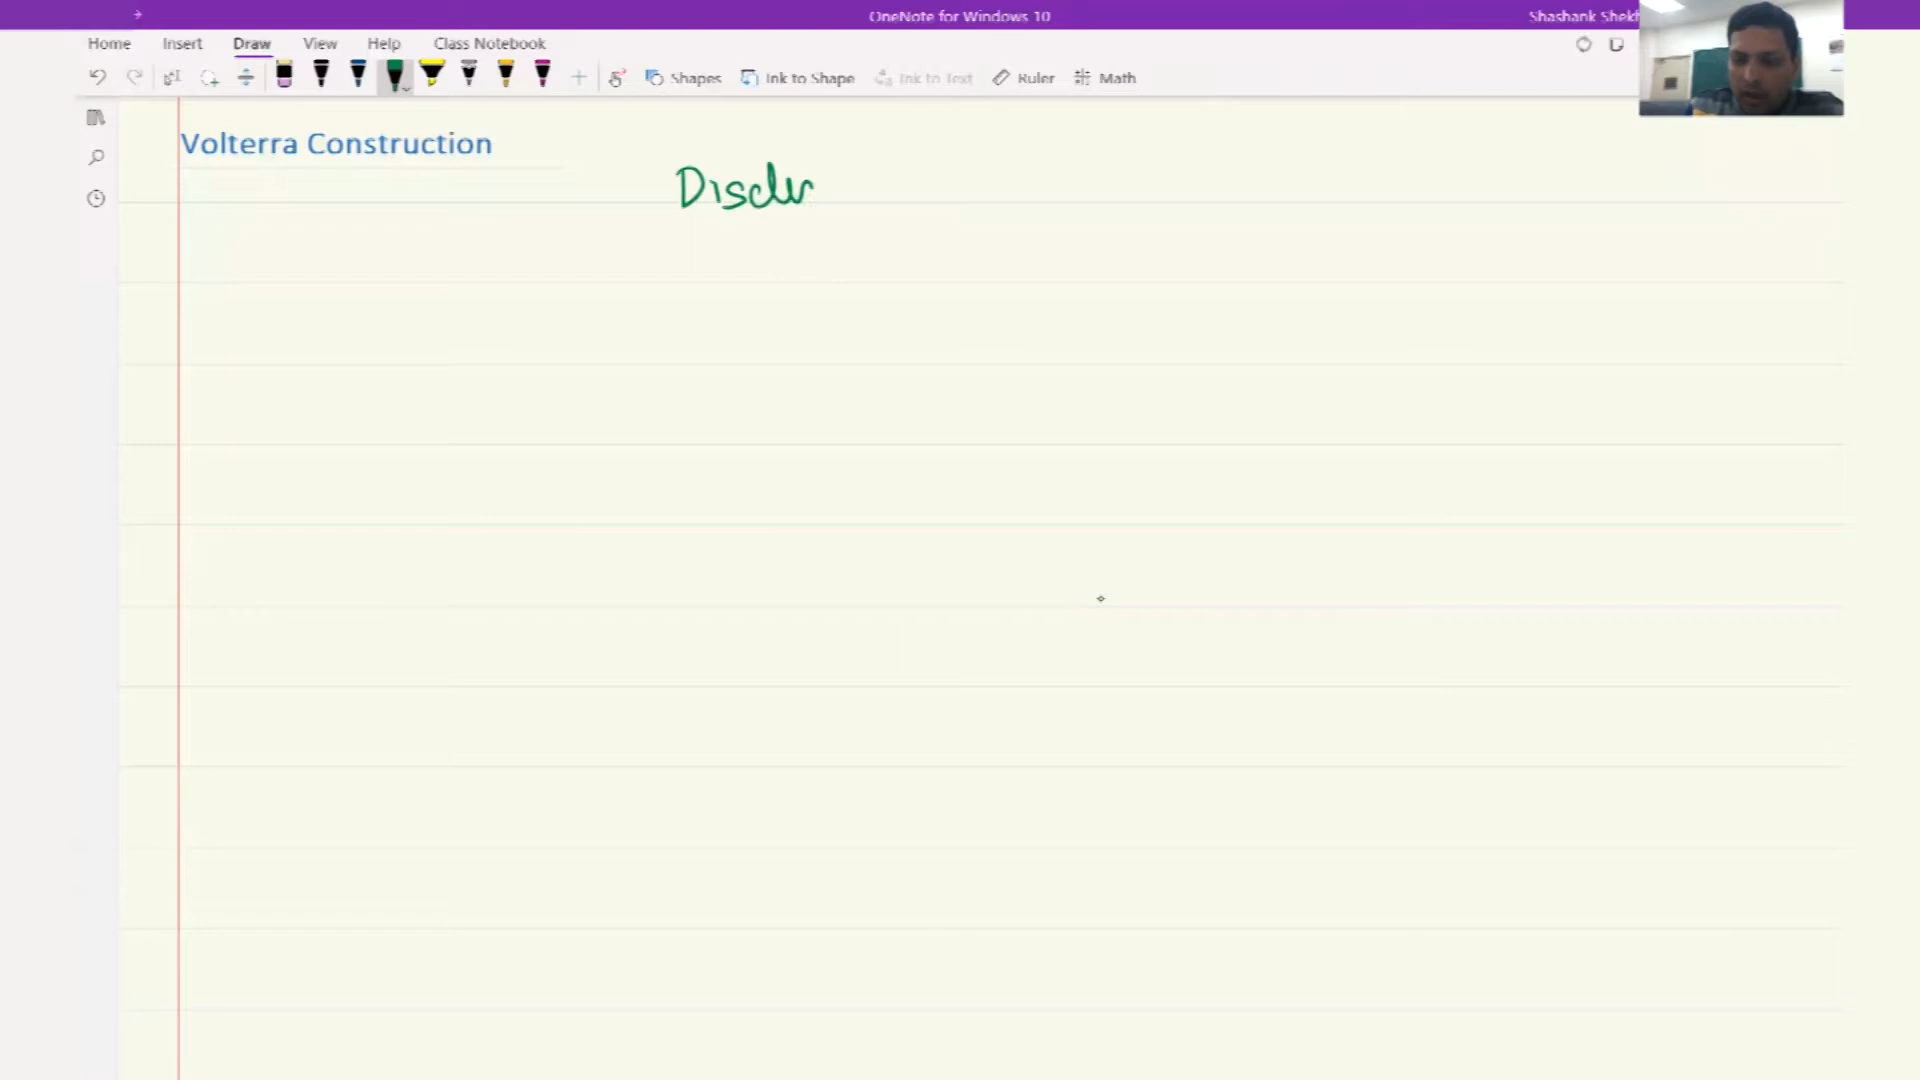 OneNote for Windows 10
Shashank Shekh
Home Insert Draw View Help Class Notebook
Shapes Ink to Shape Ink to Text Ruler Math
Volterra Construction